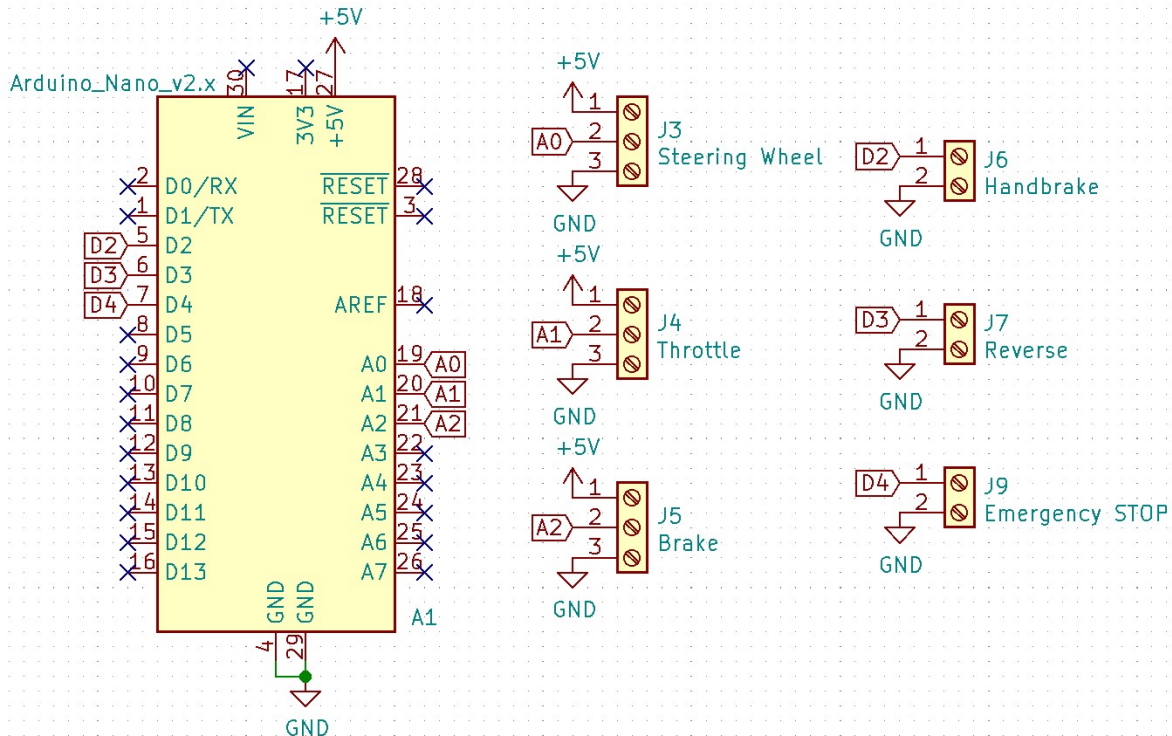 +5V
Arduino_Nano_v2.x
30
17
27
VIN
3V3
+5V
2 D0/RX
1 D1/TX
D2 5 D2
D3 6 D3
D4 7 D4
8 D5
9 D6
10 D7
11 D8
12 D9
13 D10
14 D11
15 D12
16 D13
RESET 28
RESET 3
AREF 18
A0 19 A0
A1 20 A1
A2 21 A2
A3 22
A4 23
A5 24
A6 25
A7 26
GND
GND
4
29
A1
GND
+5V
1
A0 2
3
J3
Steering Wheel
GND
+5V
1
A1 2
3
J4
Throttle
GND
+5V
1
A2 2
3
J5
Brake
GND
D2 1
2
J6
Handbrake
GND
D3 1
2
J7
Reverse
GND
D4 1
2
J9
Emergency STOP
GND